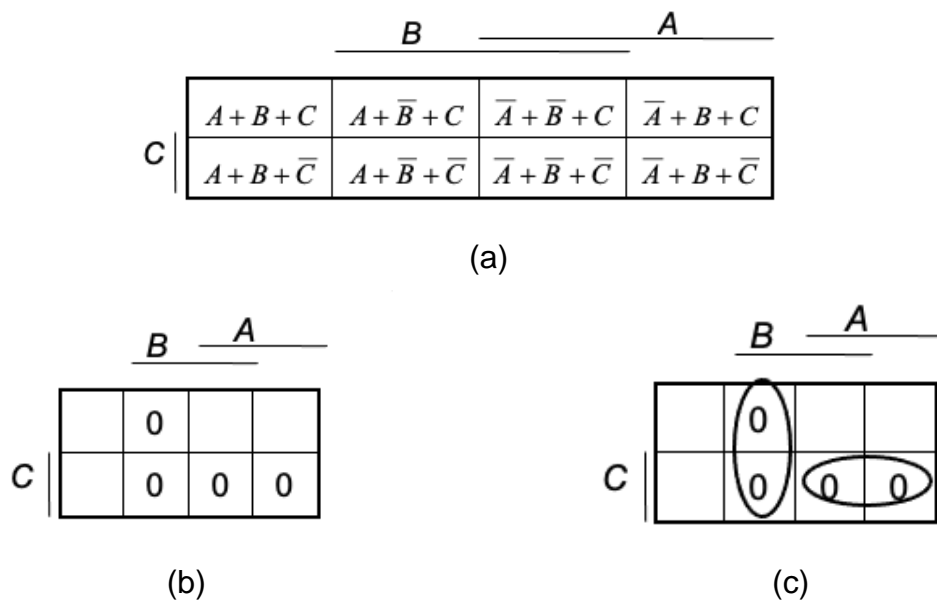 B A
A + B + C A + B̅ + C A̅ + B̅ + C A̅ + B + C
C A + B + C̅ A + B̅ + C̅ A̅ + B̅ + C̅ A̅ + B + C̅
(a)
B A
0
C 0 0 0
(b)
B A
0
C 0 0 0
(c)